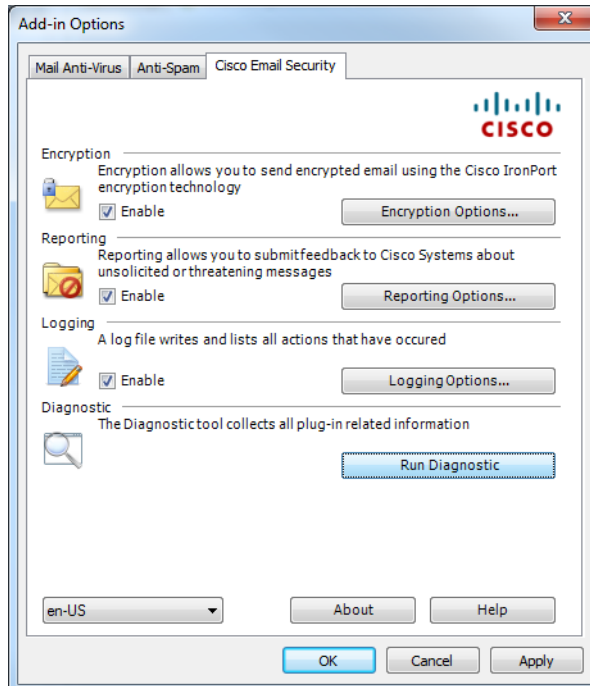 Add-in Options
Mail Anti-Virus Anti-Spam Cisco Email Security
CISCO
Encryption
Encryption allows you to send encrypted email using the Cisco IronPort
encryption technology
Enable Encryption Options...
Reporting
Reporting allows you to submitfeedback to Cisco Systems about
unsolicited or threatening messages
Enable Reporting Options...
Logging
A log file writes and lists all actions that have occured
Enable Logging Options...
Diagnostic
The Diagnostic tool collects all plug-in related information
Run Diagnostic
en-US About Help
OK Cancel Apply